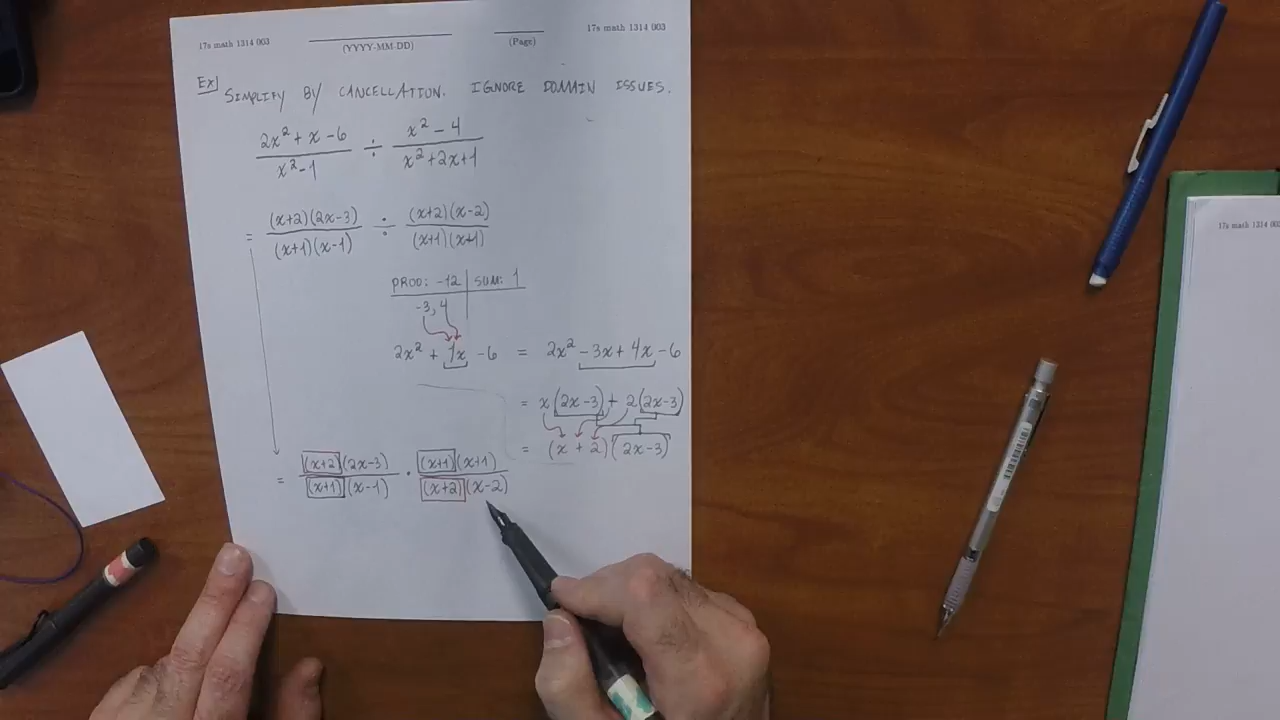 17s math 1314 003 (YYYY-MM-DD) (Page) 17s math 1314 003
Ex) SIMPLIFY BY CANCELLATION. IGNORE DOMAIN ISSUES.
2x² + x - 6 / x² - 1 ÷ x² - 4 / x² + 2x + 1
= (x+2)(2x-3) / (x+1)(x-1) ÷ (x+2)(x-2) / (x+1)(x+1)
PROD: -12 | SUM: 1
-3, 4
2x² + 1x - 6 = 2x² - 3x + 4x - 6
= x(2x-3) + 2(2x-3)
= (x + 2)(2x-3)
= (x+2)(2x-3) / (x+1)(x-1) · (x+1)(x+1) / (x+2)(x-2)
17s math 1314 00